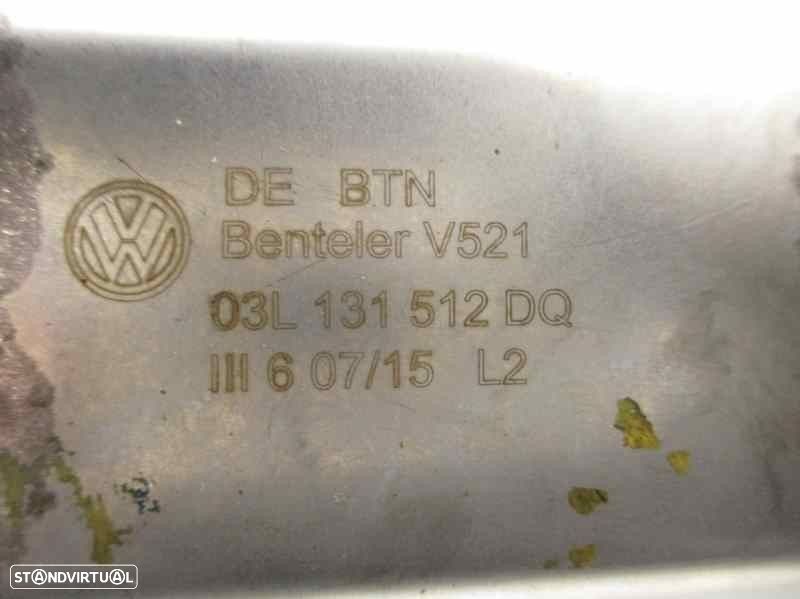 DE BTN
Benteler V521
03L 131 512 DQ
III 6 07/15 L2
STANDVIRTUAL